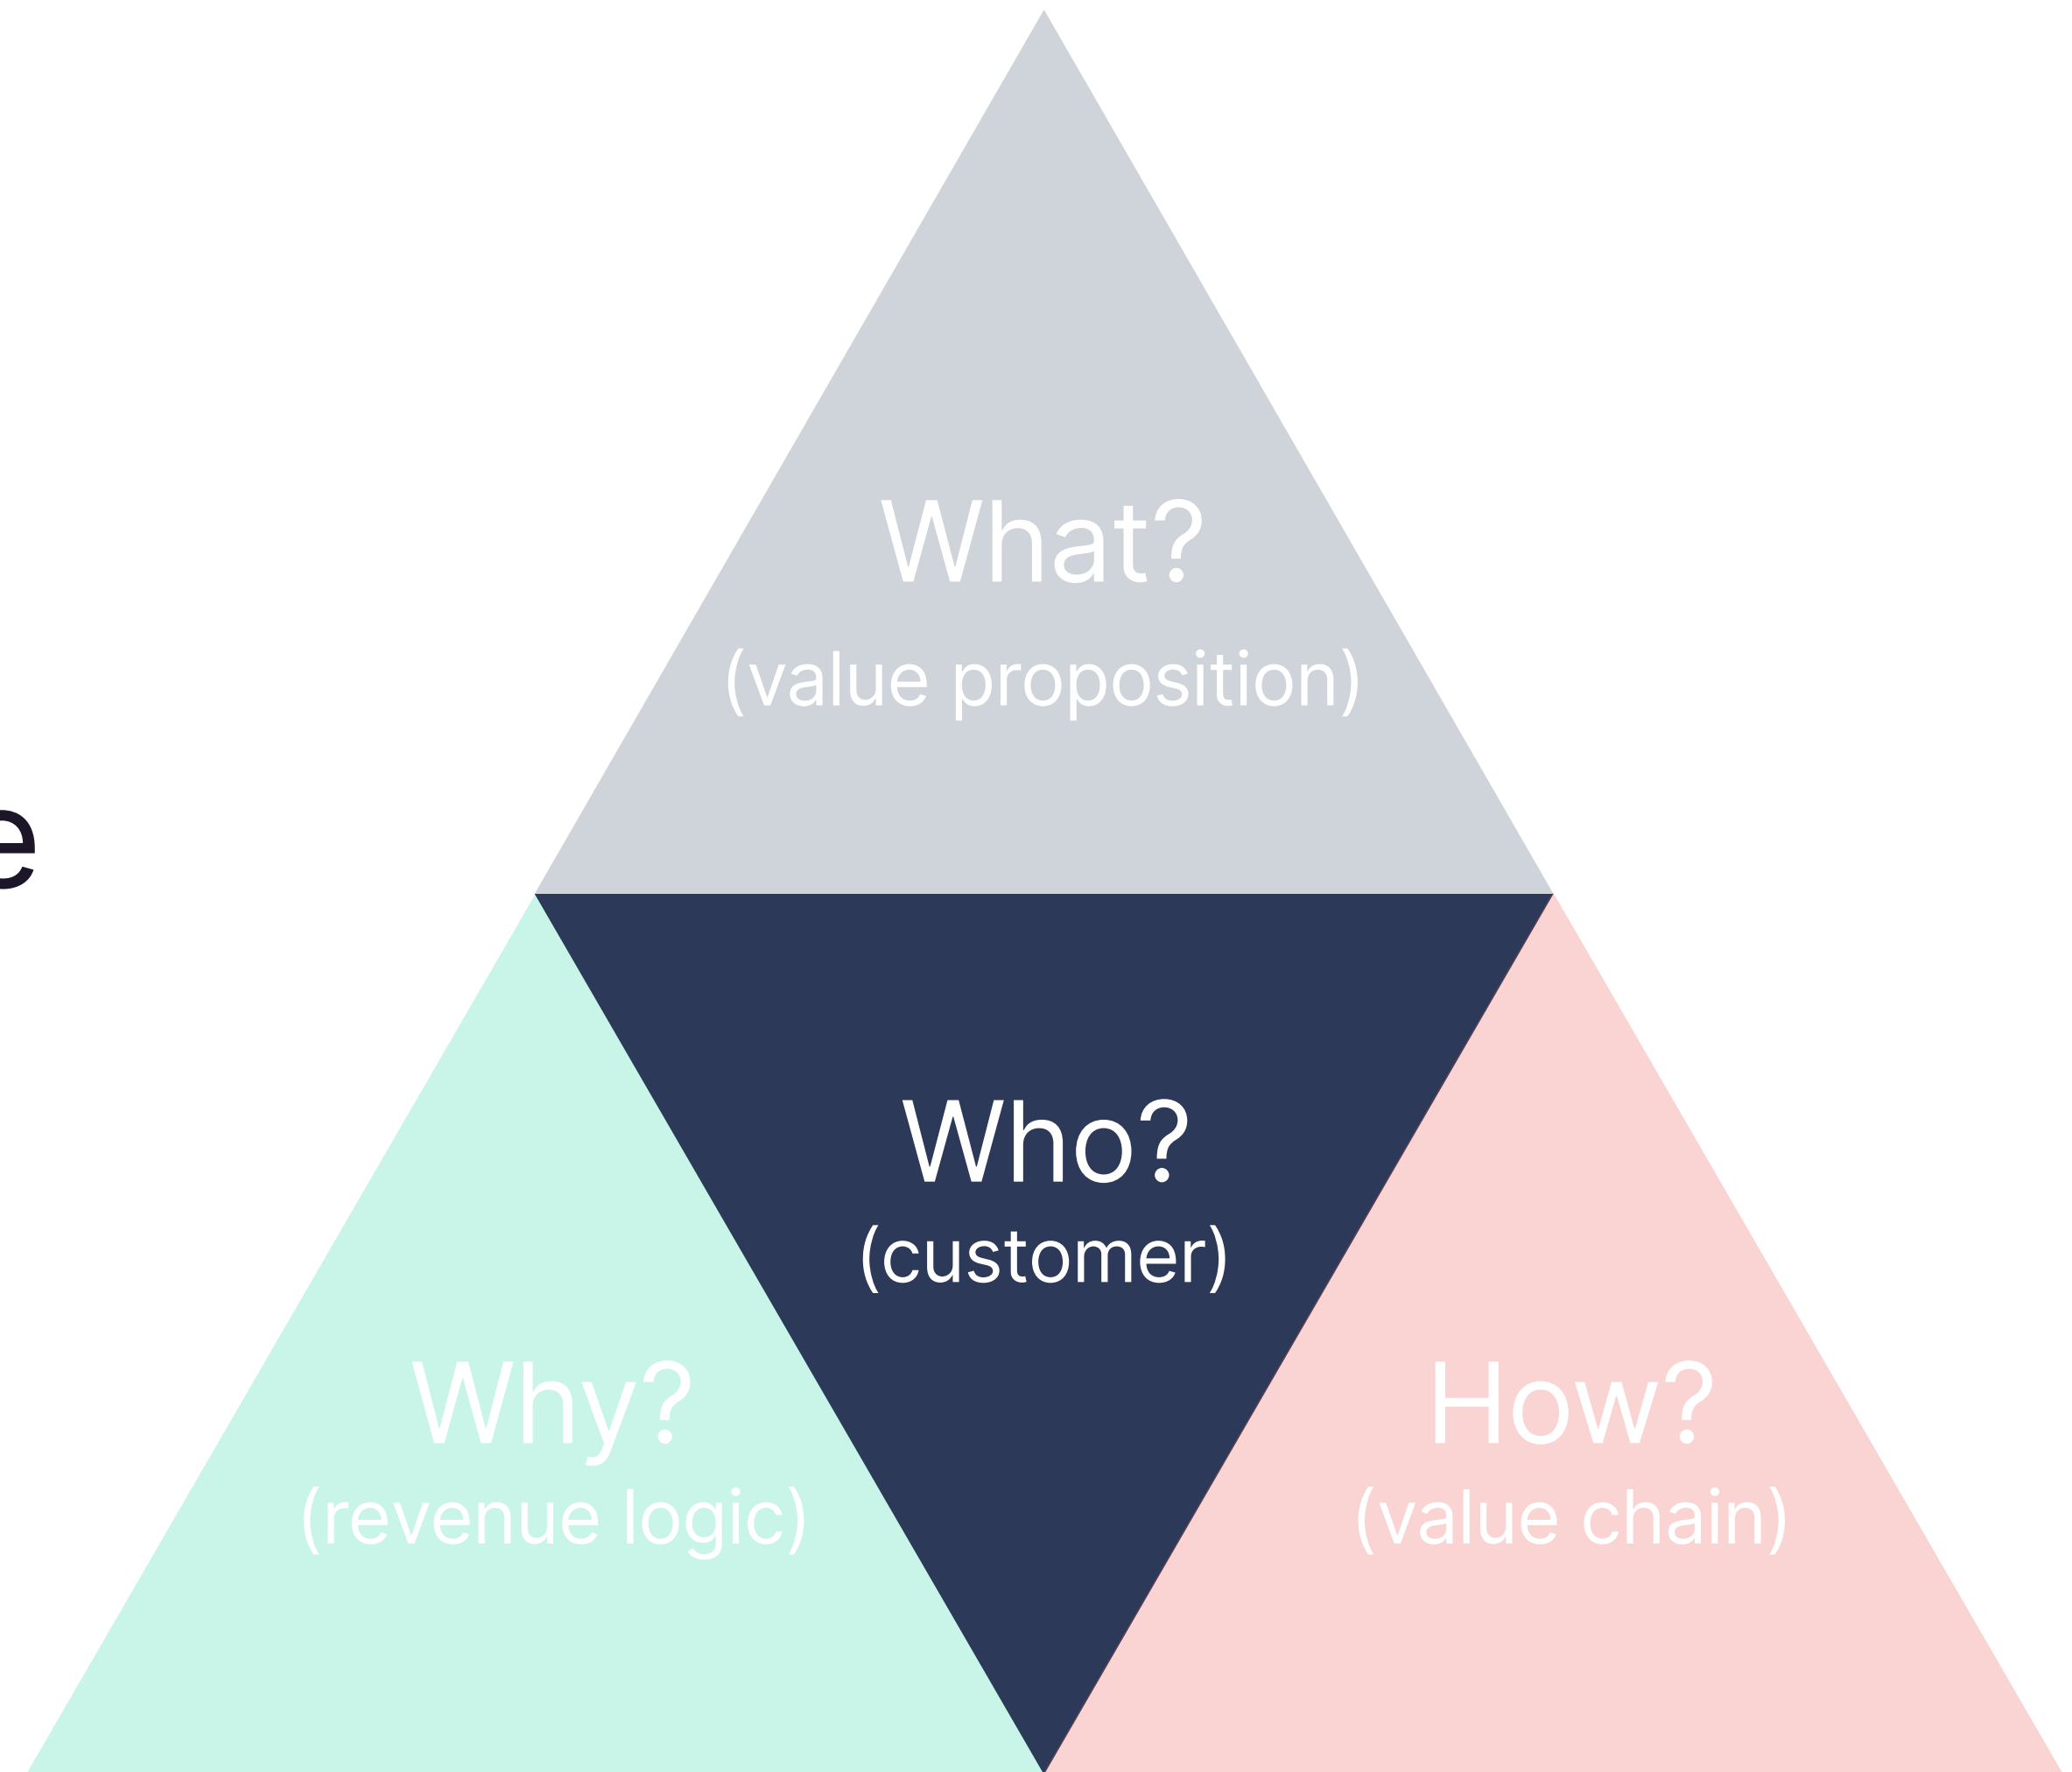 What?
(value proposition)
e
Who?
(customer)
Why?
(revenue logic)
How?
(value chain)